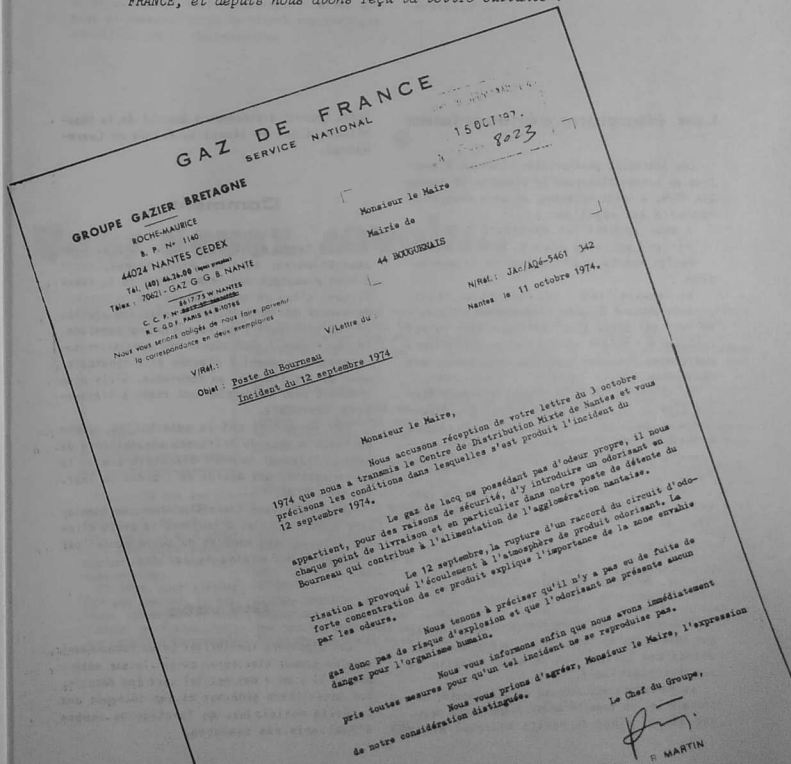 FRANCE, et depuis nous avons reçu la lettre suivante :
GAZ DE FRANCE
SERVICE NATIONAL
15 OCT 197.
8023
GROUPE GAZIER BRETAGNE
ROCHE-MAURICE
B. P. N° 1140
44024 NANTES CEDEX
Tél. (40) 46.26.00
Télex : 70621 - GAZ G. G. B. NANTE
8617-75 W NANTES
C. C. P. N°
R. C. G D F. PARIS 54 B 10765
Nous vous serions obligés de nous faire parvenir
la correspondance en deux exemplaires
Monsieur le Maire
Mairie de
44 BOUGUENAIS
N/Réf.: JAc/AQé-5461 342
Nantes le 11 octobre 1974.
V/Réf.:
V/Lettre du :
Objet : Poste du Bourneau
Incident du 12 septembre 1974
Monsieur le Maire,
Nous accusons réception de votre lettre du 3 octobre
1974 que nous a transmis le Centre de Distribution Mixte de Nantes et vous
précisons les conditions dans lesquelles s'est produit l'incident du
12 septembre 1974.
Le gaz de lacq ne possédant pas d'odeur propre, il nous
appartient, pour des raisons de sécurité, d'y introduire un odorisant en
chaque point de livraison et en particulier dans notre poste de détente du
Bourneau qui contribue à l'alimentation de l'agglomération nantaise.
Le 12 septembre, la rupture d'un raccord du circuit d'odo-
risation a provoqué l'écoulement à l'atmosphère de produit odorisant. La
forte concentration de ce produit explique l'importance de la zone envahie
par les odeurs.
Nous tenons à préciser qu'il n'y a pas eu de fuite de
gaz donc pas de risque d'explosion et que l'odorisant ne présente aucun
danger pour l'organisme humain.
Nous vous informons enfin que nous avons immédiatement
pris toutes mesures pour qu'un tel incident ne se reproduise pas.
Nous vous prions d'agréer, Monsieur le Maire, l'expression
de notre considération distinguée.
Le Chef du Groupe,
MARTIN